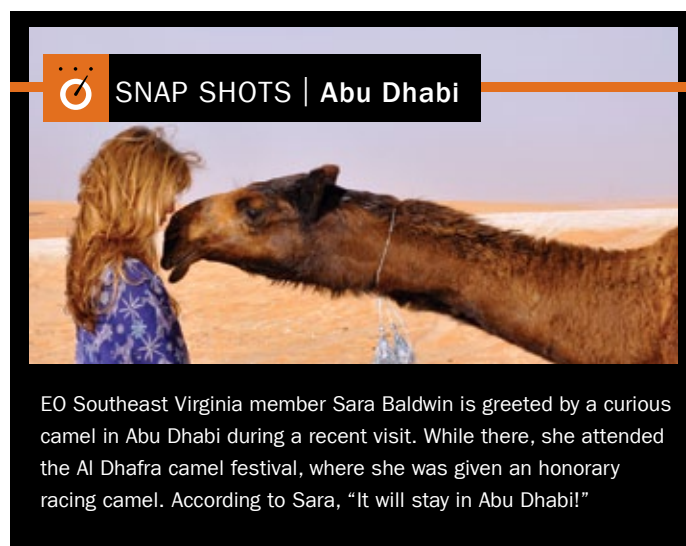 SNAP SHOTS | Abu Dhabi
EO Southeast Virginia member Sara Baldwin is greeted by a curious
camel in Abu Dhabi during a recent visit. While there, she attended
the Al Dhafra camel festival, where she was given an honorary
racing camel. According to Sara, “It will stay in Abu Dhabi!”